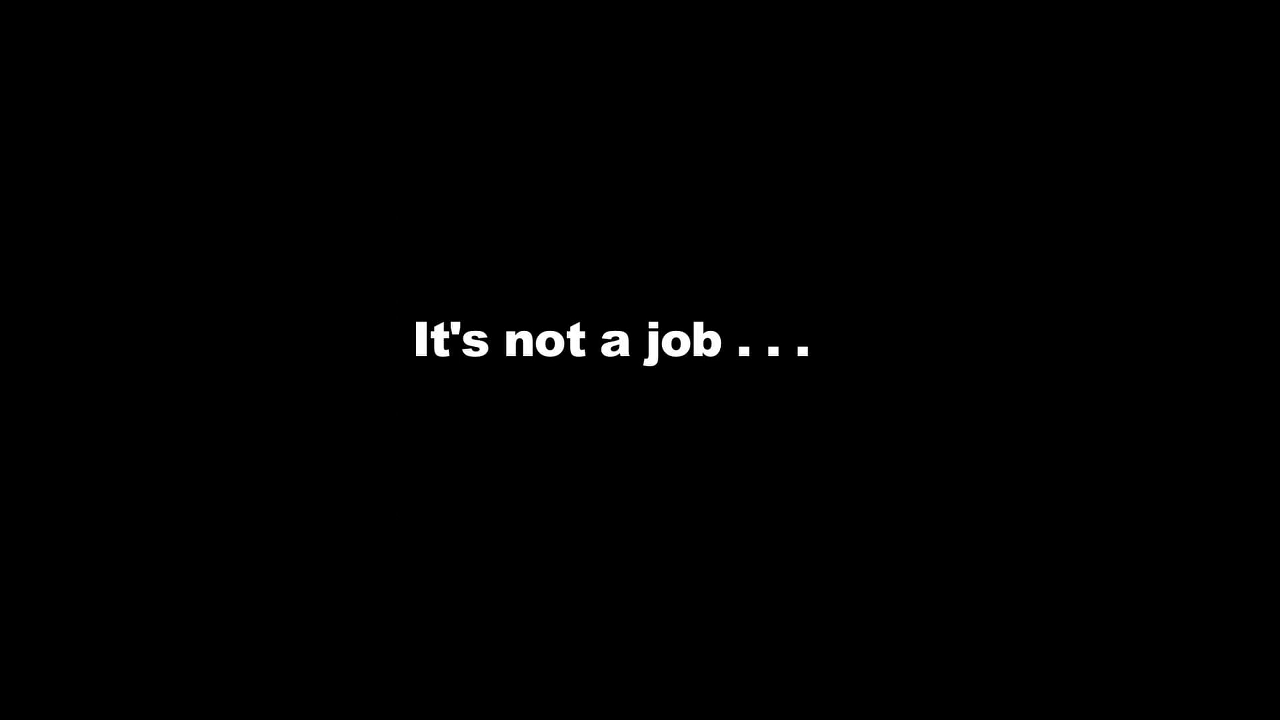 It's not a job . . .